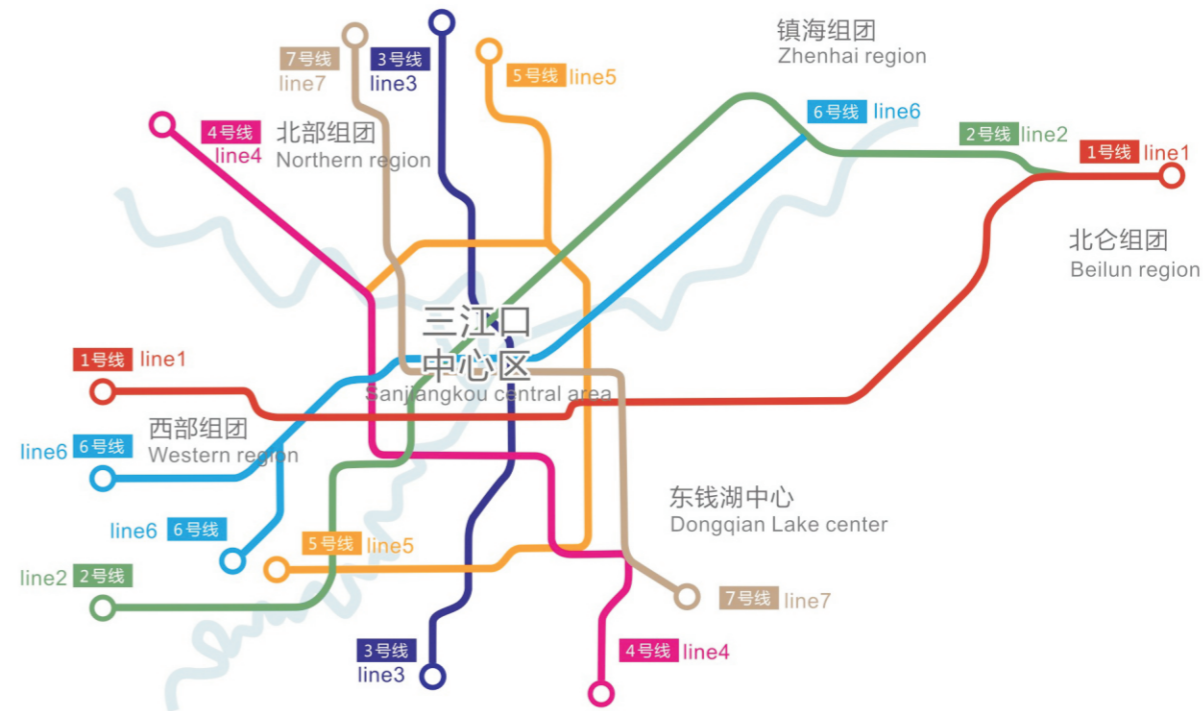 镇海组团
Zhenhai region
7号线
line7
3号线
line3
5号线 line5
6号线 line6
4号线
line4
北部组团
Northern region
2号线 line2
1号线 line1
北仑组团
Beilun region
三江口
中心区
Sanjiangkou central area
1号线 line1
西部组团
Western region
line6 6号线
line6 6号线
东钱湖中心
Dongqian Lake center
5号线 line5
line2 2号线
7号线 line7
3号线
line3
4号线 line4